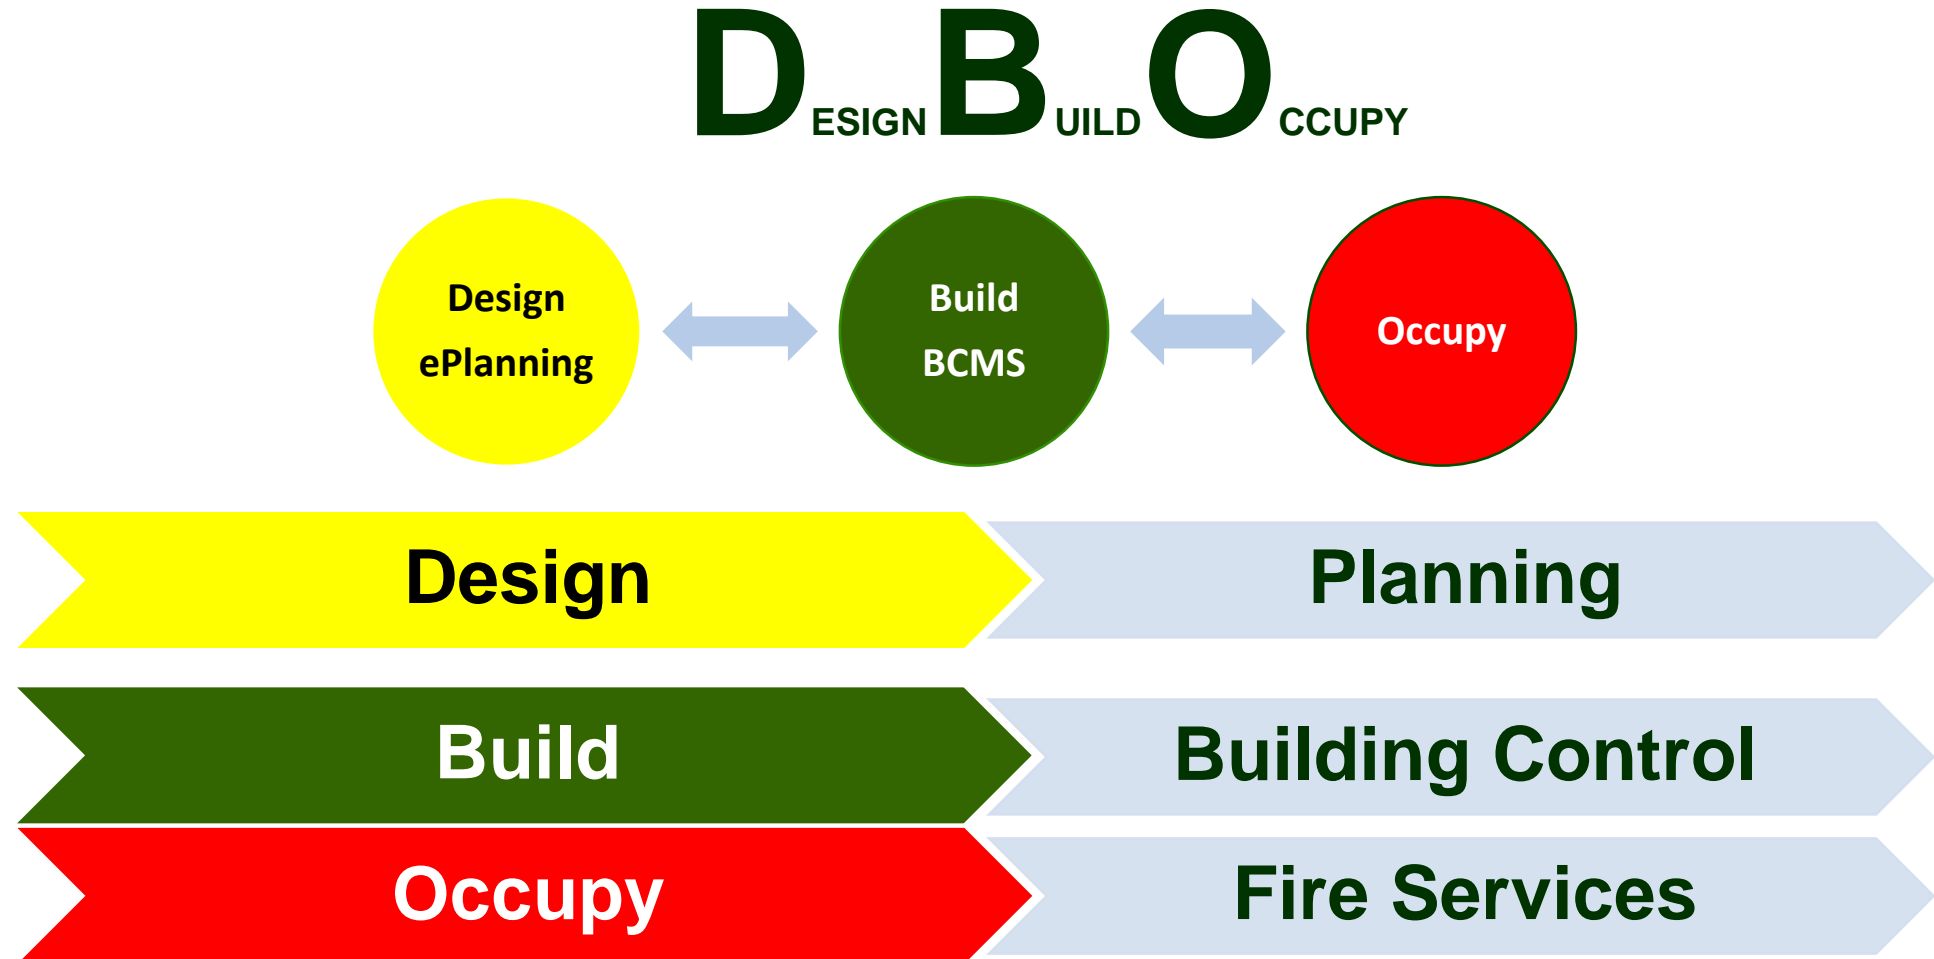 DESIGN BUILD OCCUPY
Design
ePlanning
Build
BCMS
Occupy
Design
Planning
Build
Building Control
Occupy
Fire Services